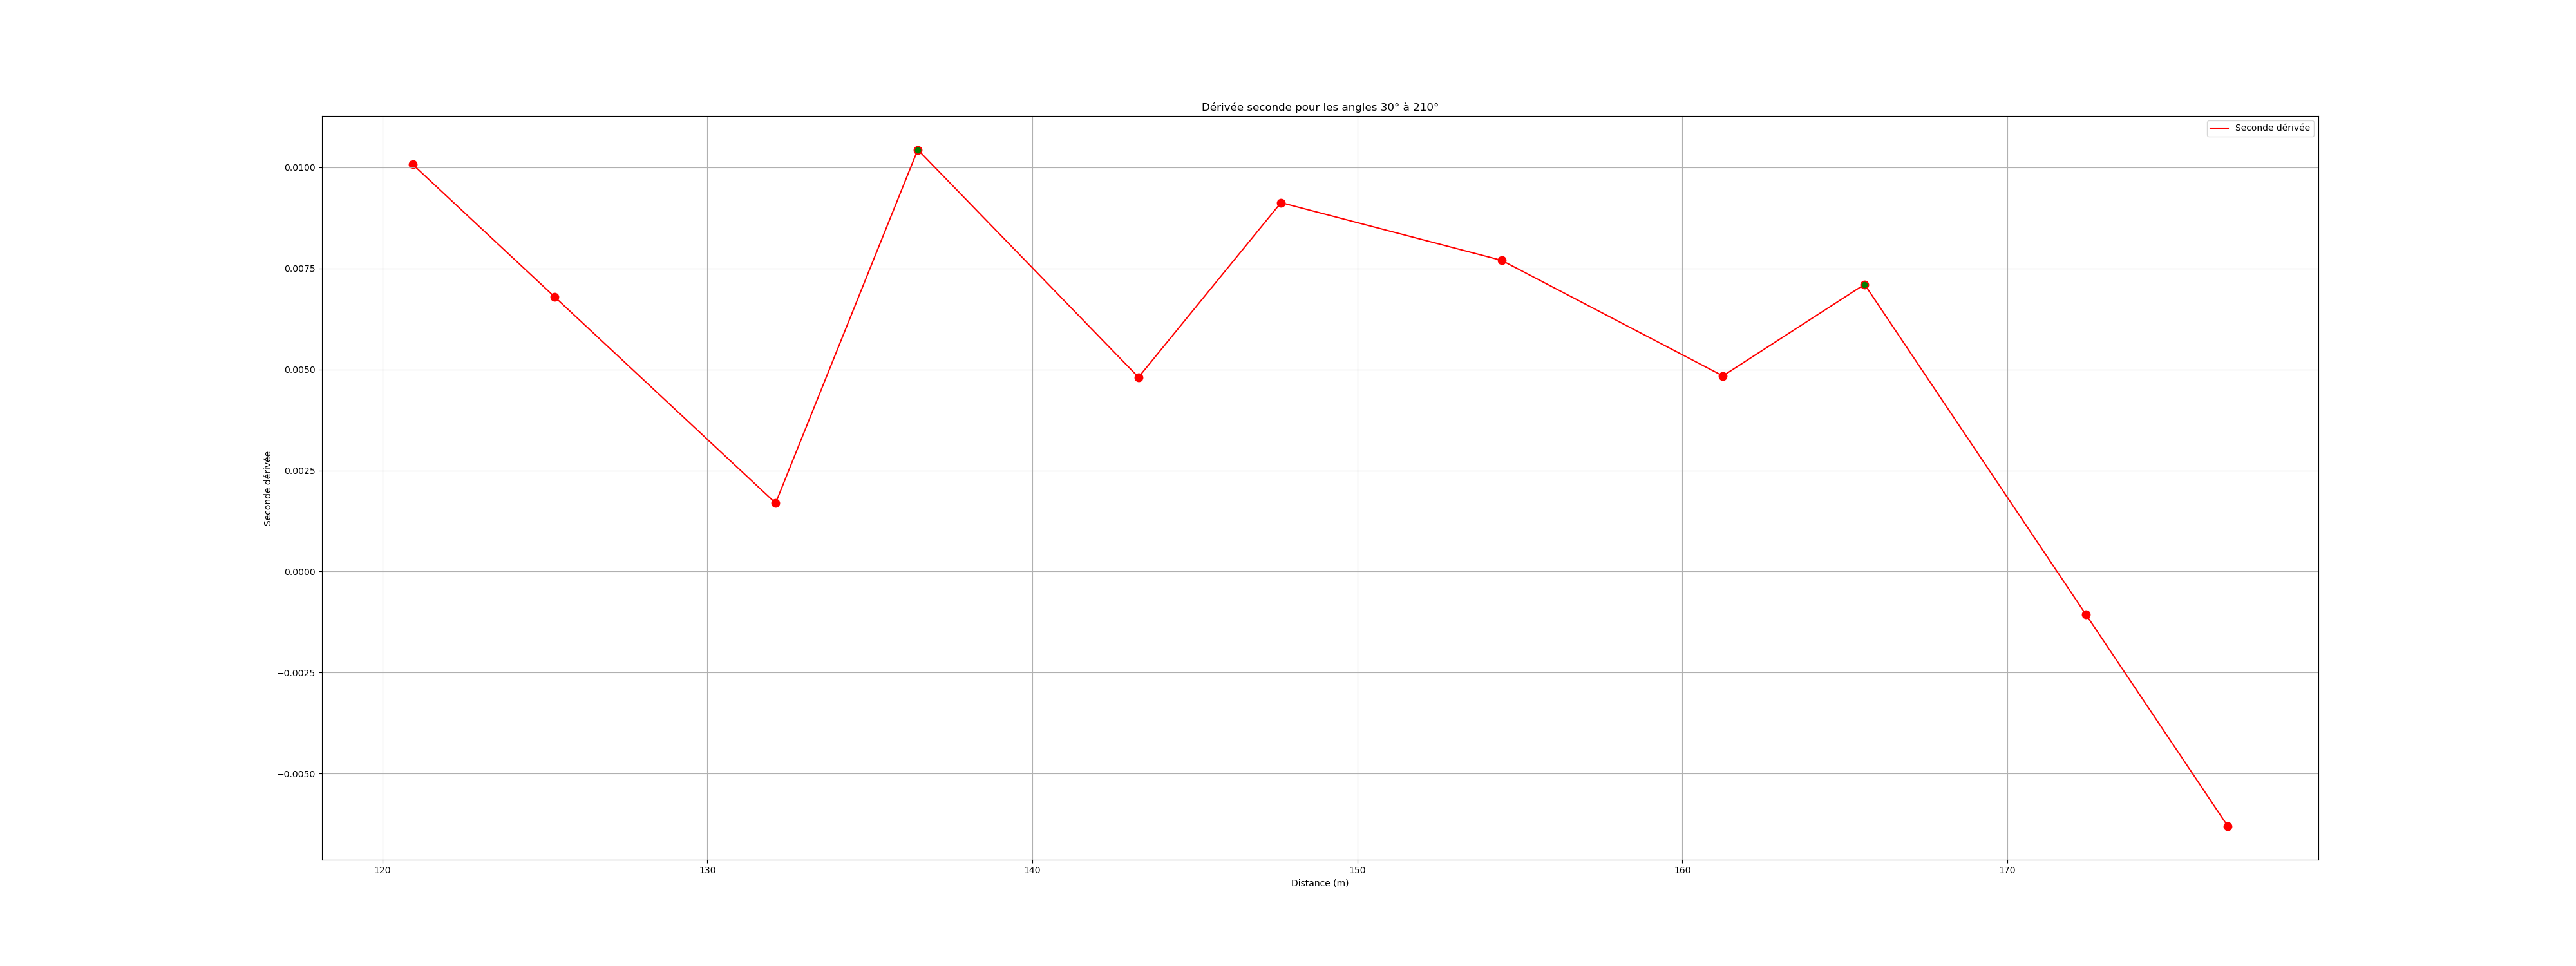 Dérivée seconde pour les angles 30° à 210°
Seconde dérivée
0.0100
0.0075
0.0050
0.0025
0.0000
−0.0025
−0.0050
Seconde dérivée
120 130 140 150 160 170
Distance (m)